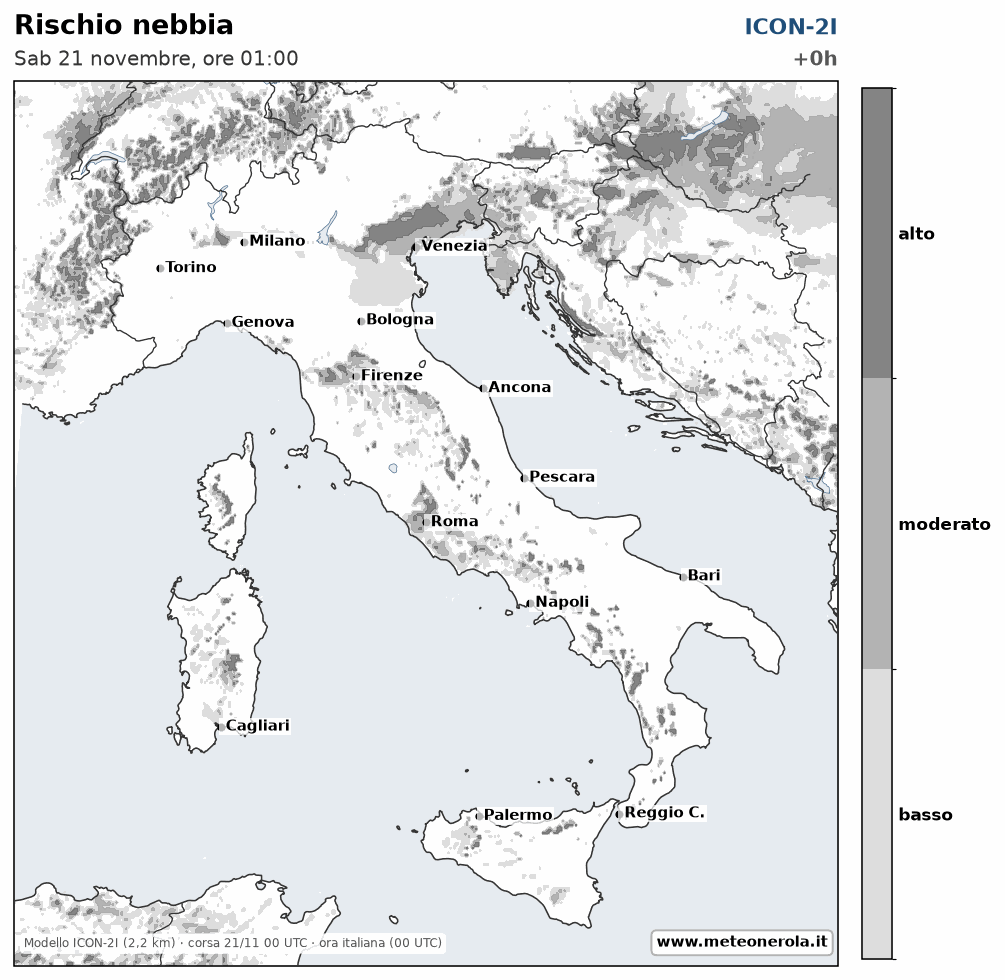 Rischio nebbia
ICON-2I
Sab 21 novembre, ore 01:00
+0h
alto
Milano
Venezia
Torino
Genova
Bologna
Firenze
Ancona
Pescara
Roma
moderato
Bari
Napoli
Cagliari
Palermo
Reggio C.
basso
Modello ICON-2I (2,2 km) · corsa 21/11 00 UTC · ora italiana (00 UTC)
www.meteonerola.it